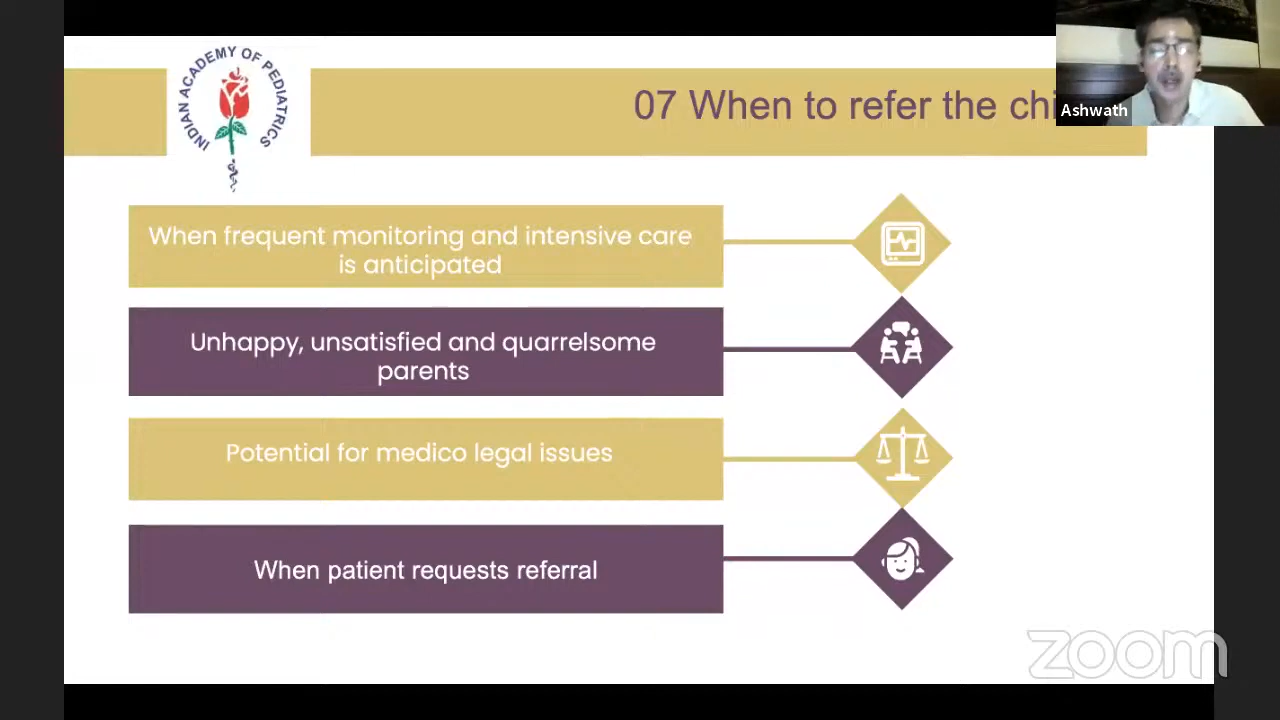 INDIAN ACADEMY OF PEDIATRICS
07 When to refer the
Ashwath
When frequent monitoring and intensive care
is anticipated
Unhappy, unsatisfied and quarrelsome
parents
Potential for medico legal issues
When patient requests referral
zoom